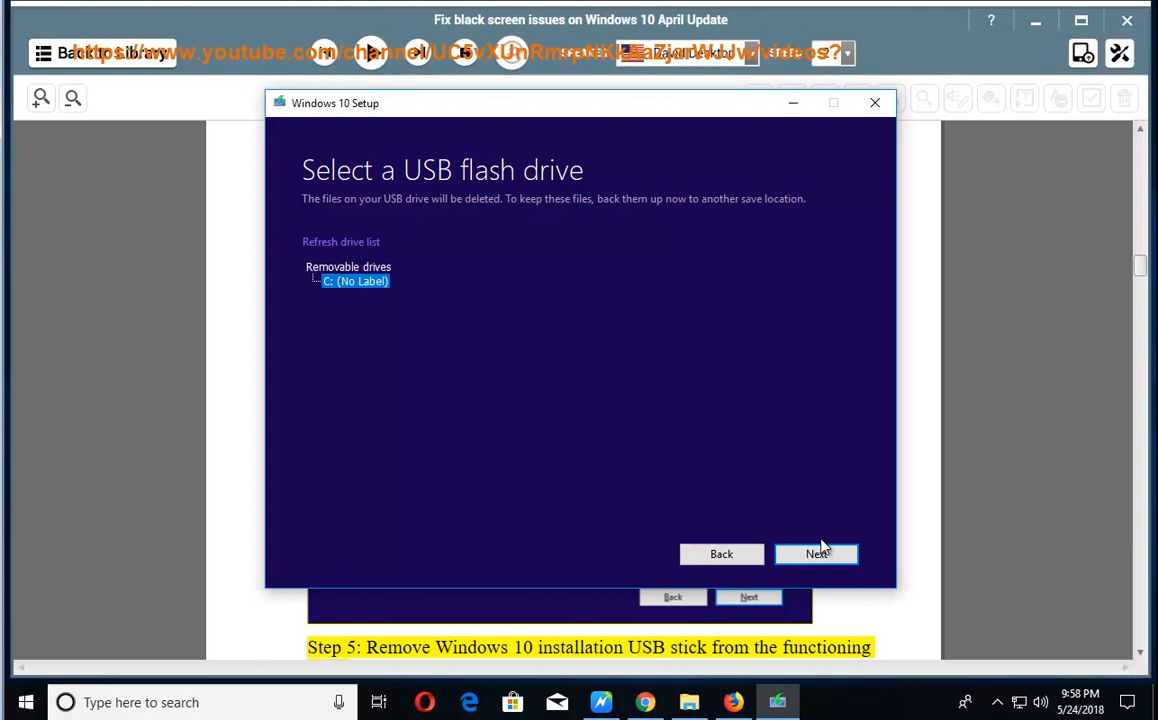 Fix black screen issues on Windows 10 April Update
Back to Library
Windows 10 Setup
Select a USB flash drive
The files on your USB drive will be deleted. To keep these files, back them up now to another save location.
Refresh drive list
Removable drives
C: (No Label)
Back
Next
Back
Next
Step 5: Remove Windows 10 installation USB stick from the functioning
Type here to search
9:58 PM
5/24/2018